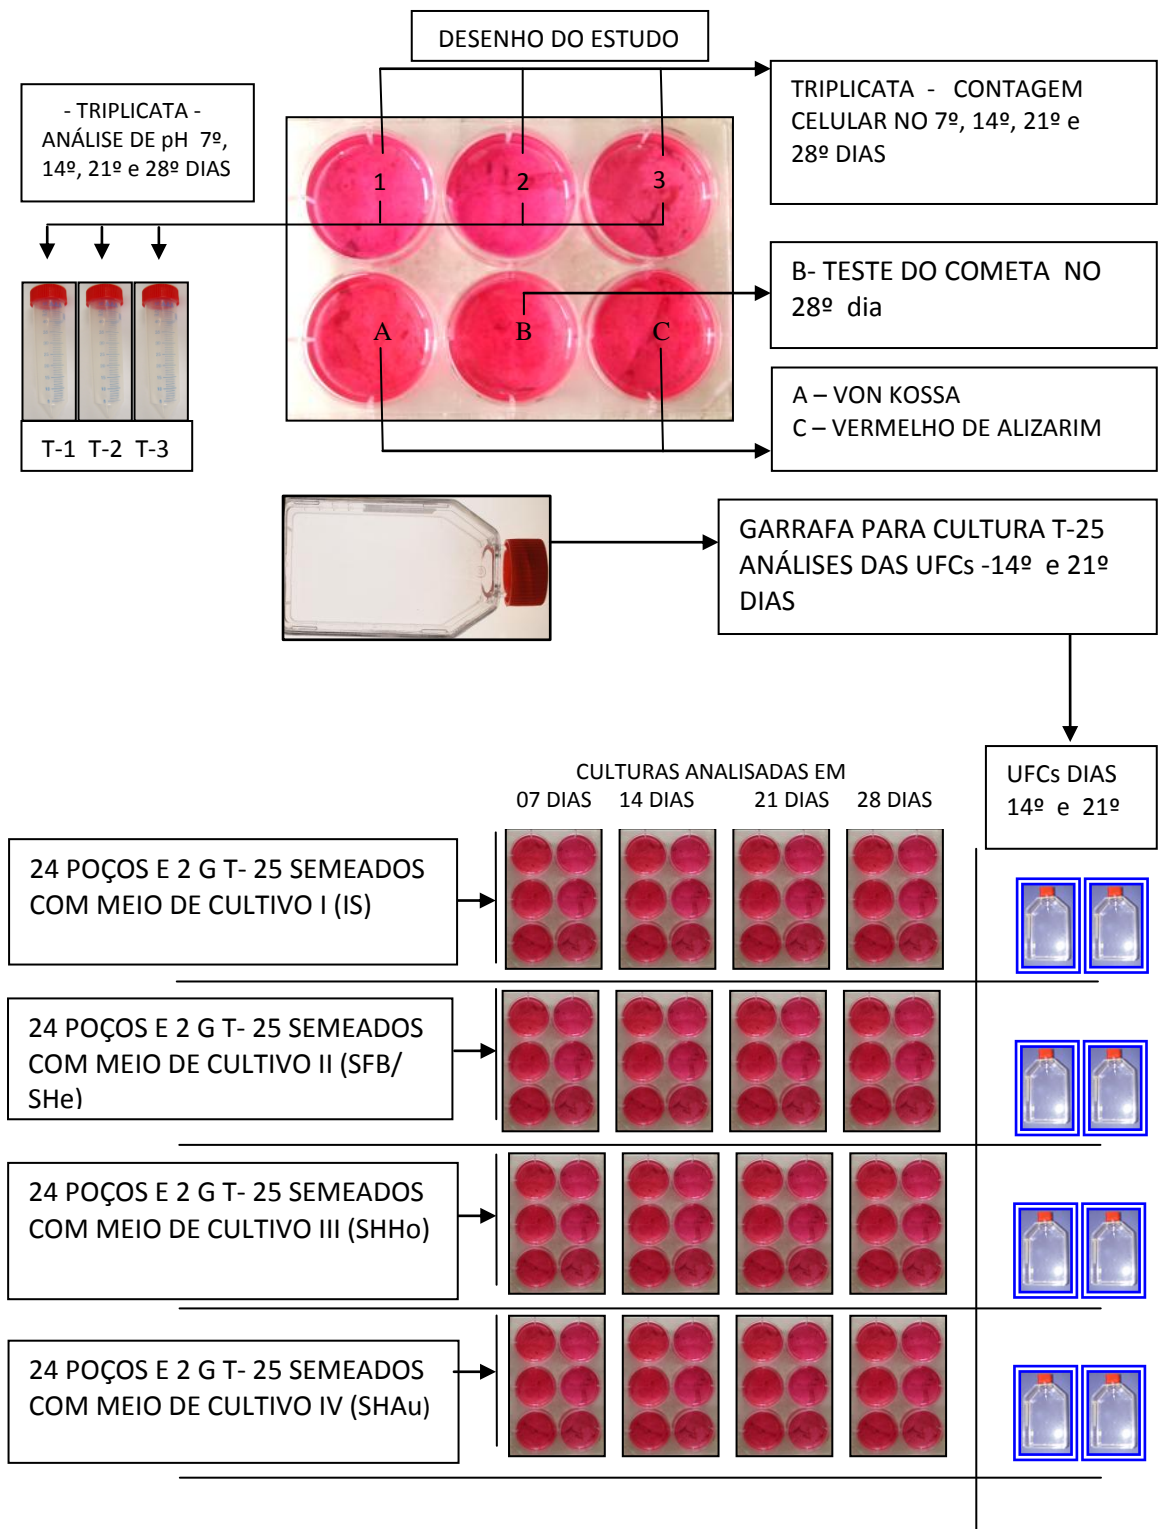 DESENHO DO ESTUDO
- TRIPLICATA -
ANÁLISE DE pH 7º,
14º, 21º e 28º DIAS
TRIPLICATA - CONTAGEM
CELULAR NO 7º, 14º, 21º e
28º DIAS
1 2 3
A B C
B- TESTE DO COMETA NO
28º dia
A – VON KOSSA
C – VERMELHO DE ALIZARIM
T-1 T-2 T-3
GARRAFA PARA CULTURA T-25
ANÁLISES DAS UFCs -14º e 21º
DIAS
UFCs DIAS
14º e 21º
CULTURAS ANALISADAS EM
07 DIAS 14 DIAS 21 DIAS 28 DIAS
24 POÇOS E 2 G T- 25 SEMEADOS
COM MEIO DE CULTIVO I (IS)
24 POÇOS E 2 G T- 25 SEMEADOS
COM MEIO DE CULTIVO II (SFB/
SHe)
24 POÇOS E 2 G T- 25 SEMEADOS
COM MEIO DE CULTIVO III (SHHo)
24 POÇOS E 2 G T- 25 SEMEADOS
COM MEIO DE CULTIVO IV (SHAu)